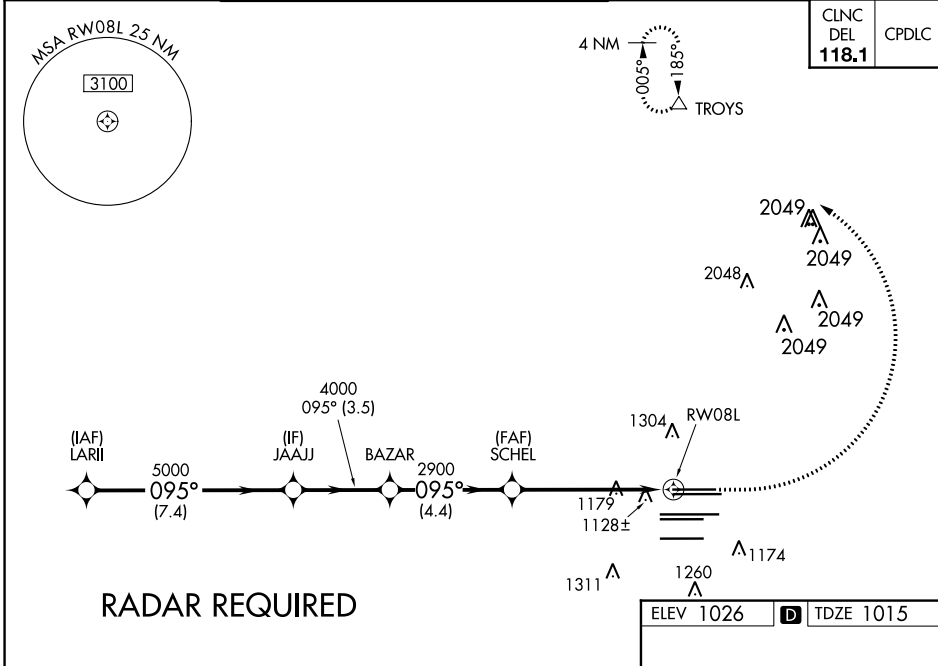 MSA RW08L 25 NM
3100
4 NM
005°
185°
TROYS
CLNC
DEL
118.1
CPDLC
2049
2049
2048
2049
2049
4000
095° (3.5)
1304
RW08L
(IAF)
LARII
(IF)
JAAJJ
BAZAR
(FAF)
SCHEL
5000
095°
(7.4)
2900
095°
(4.4)
1179
1128±
1174
1311
1260
RADAR REQUIRED
ELEV 1026
D
TDZE 1015